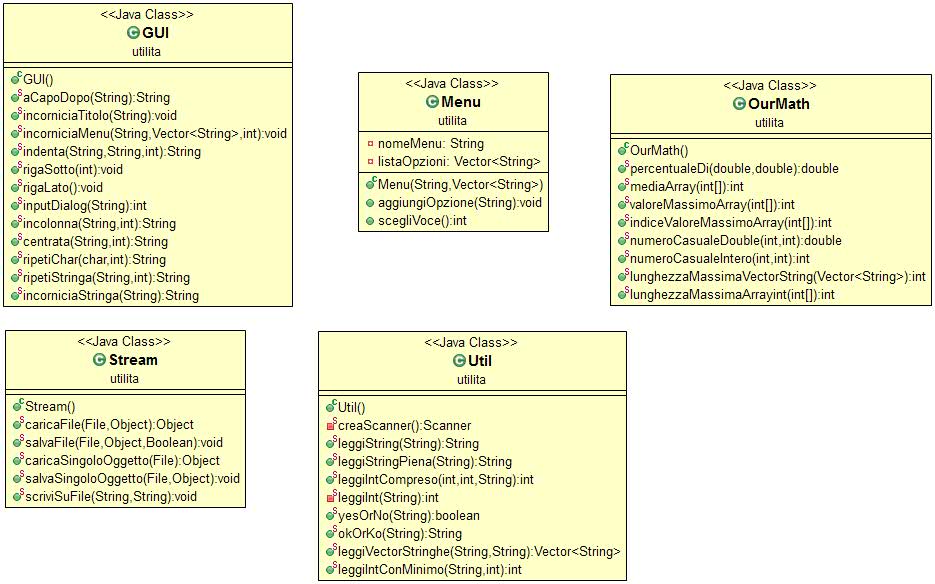 <<Java Class>>
GUI
utilita
GUI()
aCapoDopo(String):String
incorniciaTitolo(String):void
incorniciaMenu(String,Vector<String>,int):void
indenta(String,String,int):String
rigaSotto(int):void
rigaLato():void
inputDialog(String):int
incolonna(String,int):String
centrata(String,int):String
ripetiChar(char,int):String
ripetiStringa(String,int):String
incorniciaStringa(String):String
<<Java Class>>
Menu
utilita
nomeMenu: String
listaOpzioni: Vector<String>
Menu(String,Vector<String>)
aggiungiOpzione(String):void
scegliVoce():int
<<Java Class>>
OurMath
utilita
OurMath()
percentualeDi(double,double):double
mediaArray(int[]):int
valoreMassimoArray(int[]):int
indiceValoreMassimoArray(int[]):int
numeroCasualeDouble(int,int):double
numeroCasualeIntero(int,int):int
lunghezzaMassimaVectorString(Vector<String>):int
lunghezzaMassimaArrayint(int[]):int
<<Java Class>>
Stream
utilita
Stream()
caricaFile(File,Object):Object
salvaFile(File,Object,Boolean):void
caricaSingoloOggetto(File):Object
salvaSingoloOggetto(File,Object):void
scriviSuFile(String,String):void
<<Java Class>>
Util
utilita
Util()
creaScanner():Scanner
leggiString(String):String
leggiStringPiena(String):String
leggiIntCompreso(int,int,String):int
leggiInt(String):int
yesOrNo(String):boolean
okOrKo(String):String
leggiVectorStringhe(String,String):Vector<String>
leggiIntConMinimo(String,int):int